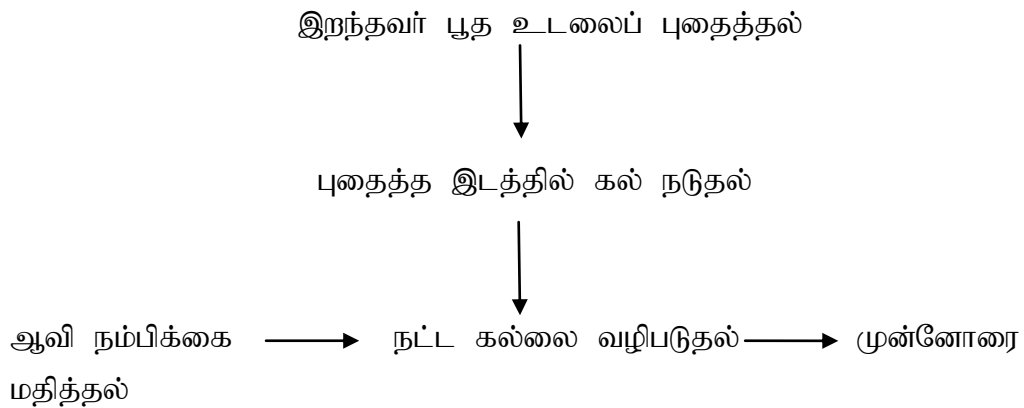 இறந்தவர் பூத உடலைப் புதைத்தல்
புதைத்த இடத்தில் கல் நடுதல்
ஆவி நம்பிக்கை நட்ட கல்லை வழிபடுதல் முன்னோரை
மதித்தல்